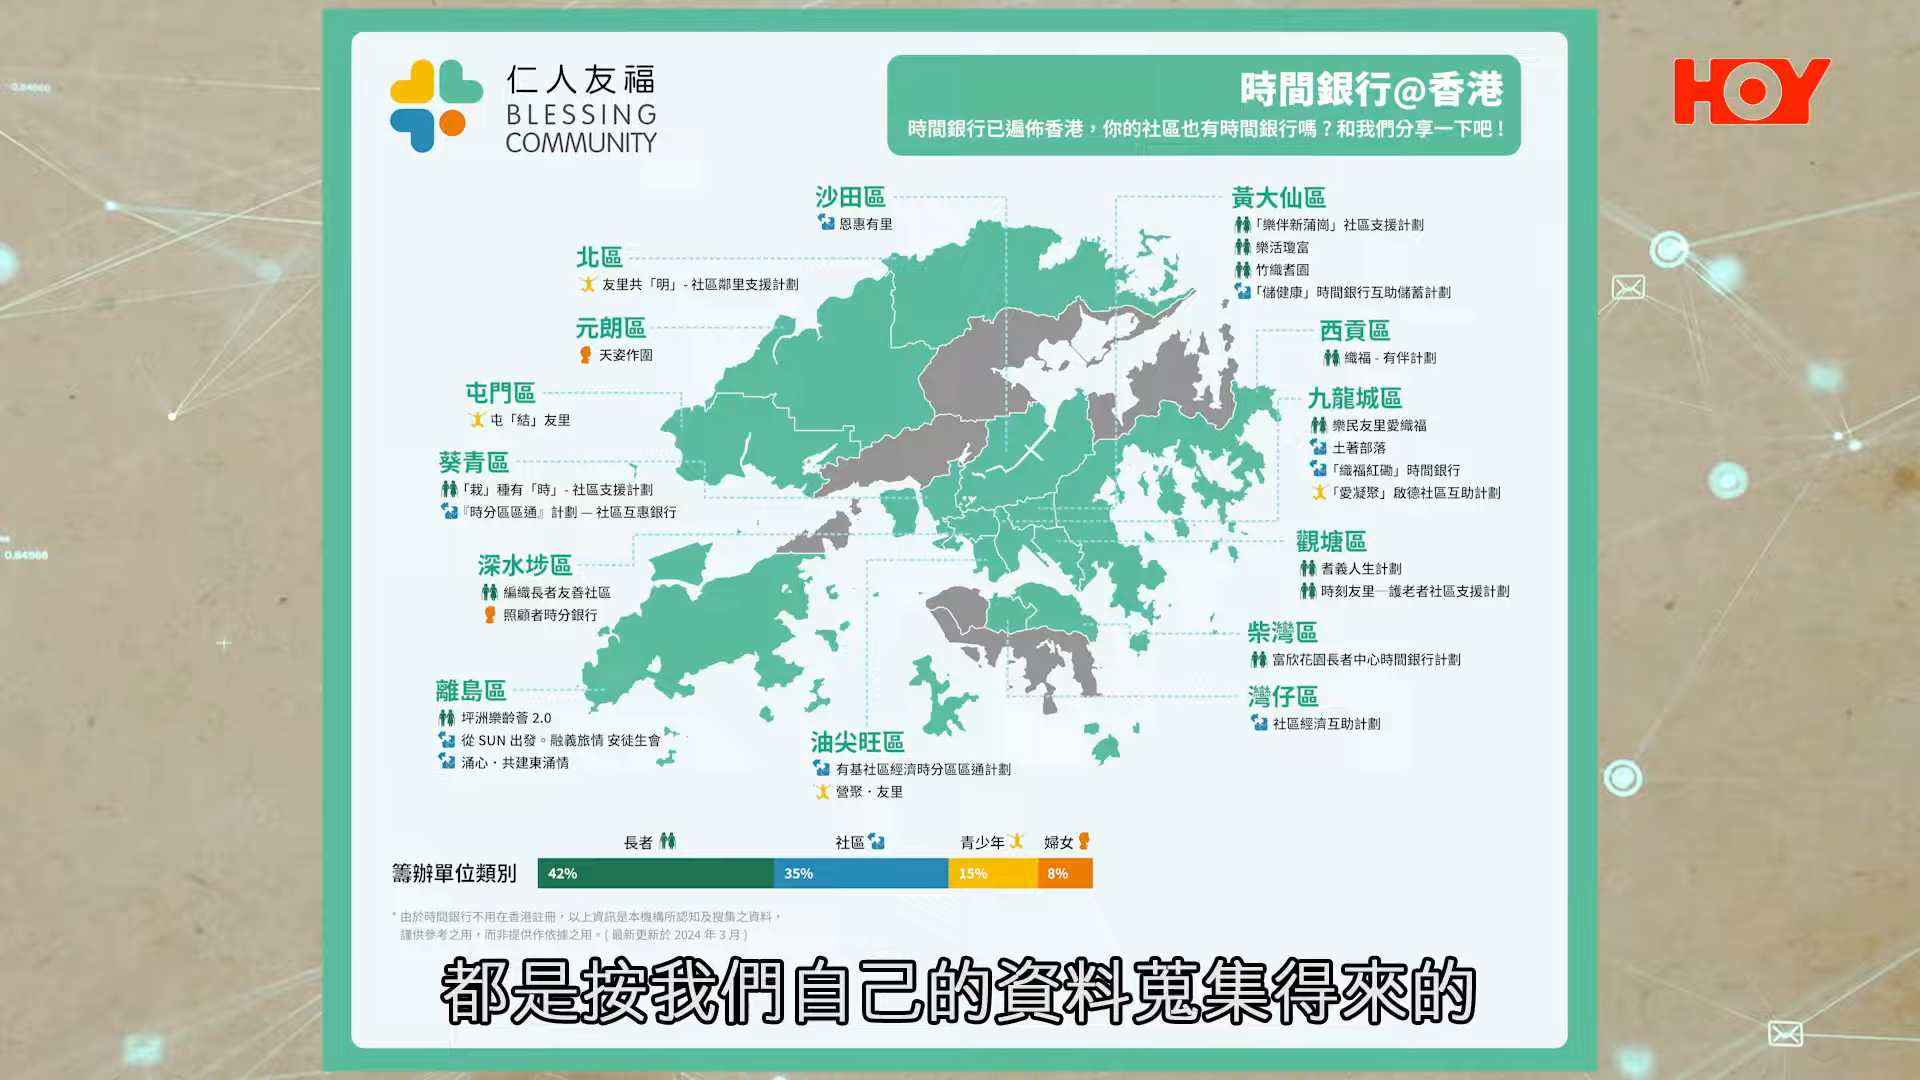 仁人友福
BLESSING
COMMUNITY
時間銀行@香港
時間銀行已遍佈香港，你的社區也有時間銀行嗎？和我們分享一下吧！
HOY
沙田區
恩惠有里
北區
友里共「明」- 社區鄰里支援計劃
元朗區
天姿作圍
屯門區
屯「結」友里
葵青區
「栽」種有「時」- 社區支援計劃
『時分區區通』計劃 — 社區互惠銀行
深水埗區
編織長者友善社區
照顧者時分銀行
離島區
坪洲樂齡薈 2.0
從 SUN 出發。融義旅情 安徒生會
涌心・共建東涌情
油尖旺區
有基社區經濟時分區區通計劃
營聚・友里
黃大仙區
「樂伴新蒲崗」社區支援計劃
樂活瓊富
竹織耆園
「儲健康」時間銀行互助儲蓄計劃
西貢區
織福 - 有伴計劃
九龍城區
樂民友里愛織福
土著部落
「織福紅磡」時間銀行
「愛凝聚」啟德社區互助計劃
觀塘區
耆義人生計劃
時刻友里─護老者社區支援計劃
柴灣區
富欣花園長者中心時間銀行計劃
灣仔區
社區經濟互助計劃
長者 社區 青少年 婦女
籌辦單位類別 42% 35% 15% 8%
* 由於時間銀行不用在香港註冊，以上資訊是本機構所認知及搜集之資料，
謹供參考之用，而非提供作依據之用。( 最新更新於 2024 年 3 月 )
都是按我們自己的資料蒐集得來的
0.84566